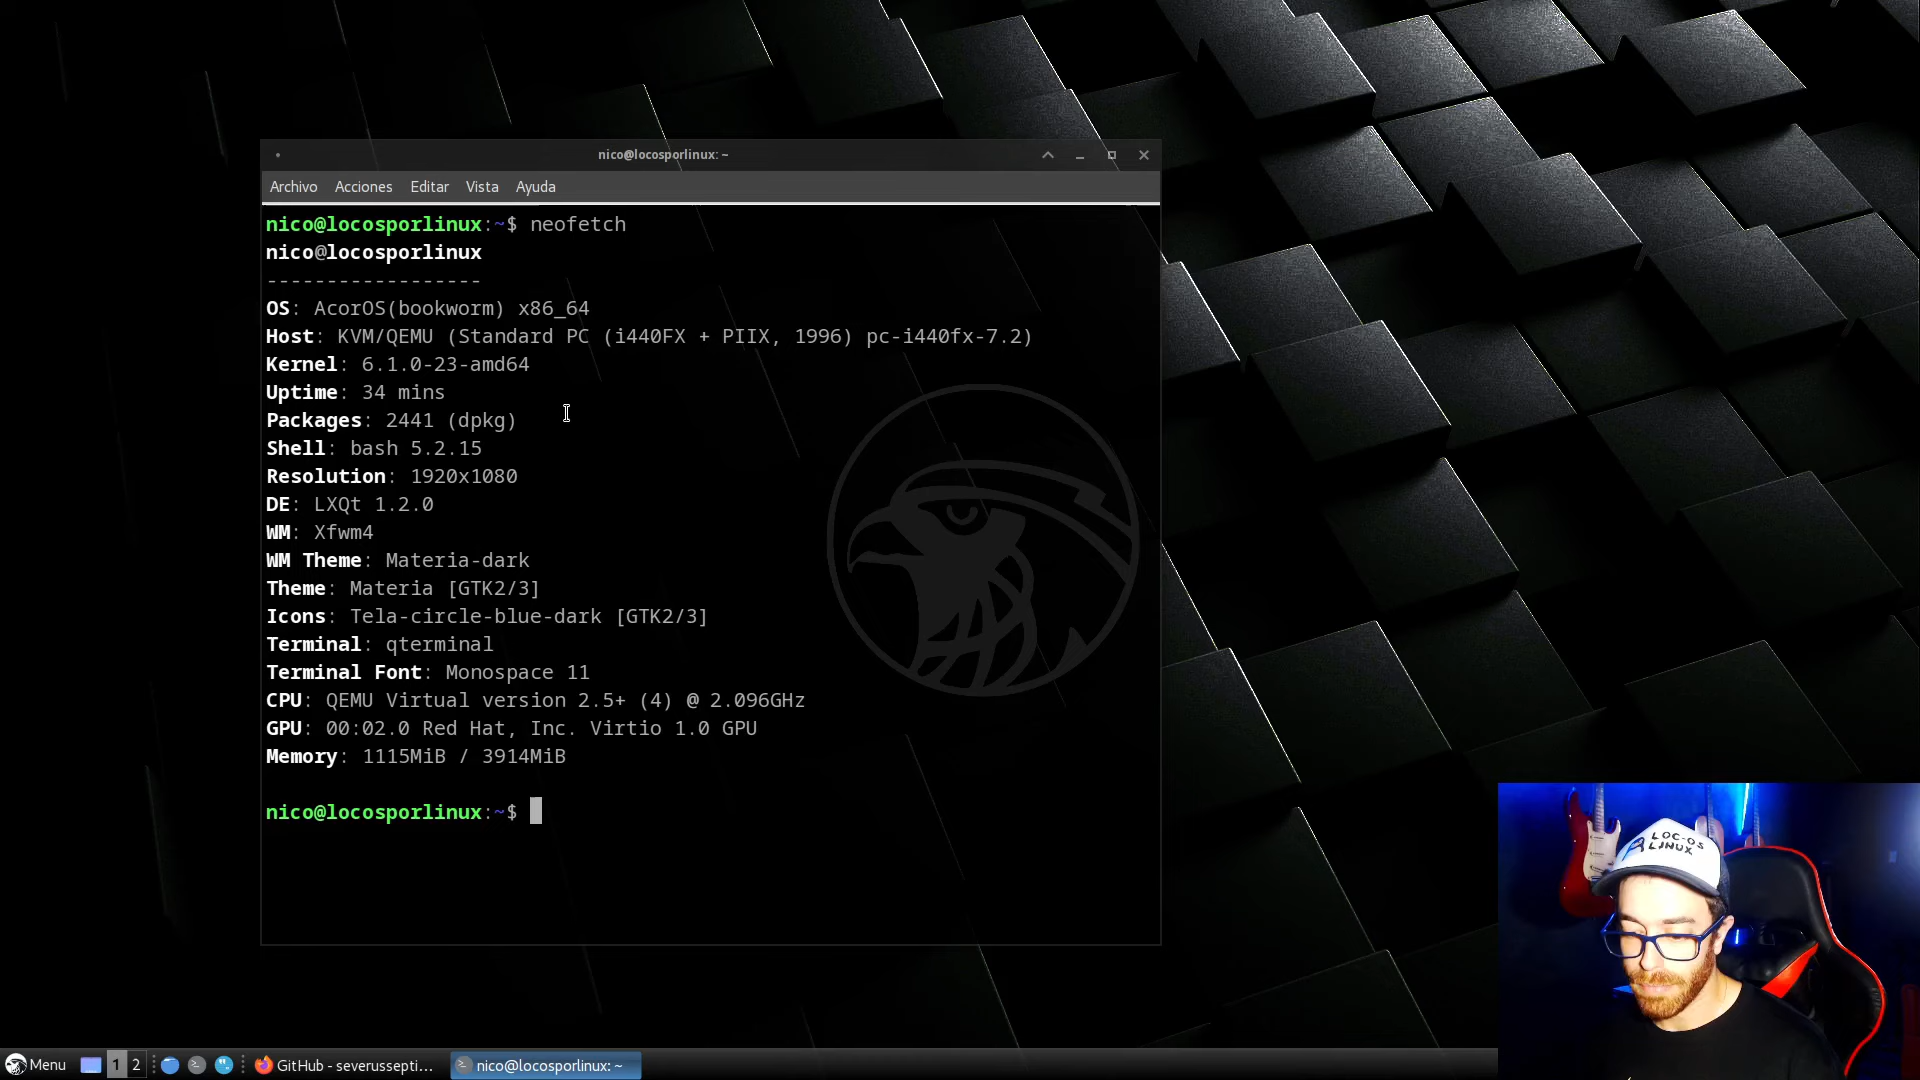 nico@locosporlinux: ~
Archivo Acciones Editar Vista Ayuda
nico@locosporlinux:~$ neofetch
nico@locosporlinux
------------------
OS: AcorOS(bookworm) x86_64
Host: KVM/QEMU (Standard PC (i440FX + PIIX, 1996) pc-i440fx-7.2)
Kernel: 6.1.0-23-amd64
Uptime: 34 mins
Packages: 2441 (dpkg)
Shell: bash 5.2.15
Resolution: 1920x1080
DE: LXQt 1.2.0
WM: Xfwm4
WM Theme: Materia-dark
Theme: Materia [GTK2/3]
Icons: Tela-circle-blue-dark [GTK2/3]
Terminal: qterminal
Terminal Font: Monospace 11
CPU: QEMU Virtual version 2.5+ (4) @ 2.096GHz
GPU: 00:02.0 Red Hat, Inc. Virtio 1.0 GPU
Memory: 1115MiB / 3914MiB
nico@locosporlinux:~$
LOC-OS
LINUX
Menu 1 2 GitHub - severussepti... nico@locosporlinux: ~